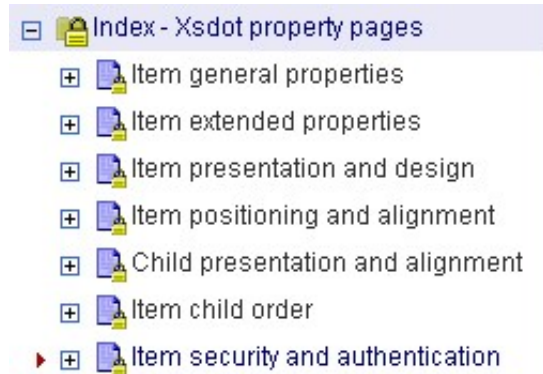 Index - Xsdot property pages
Item general properties
Item extended properties
Item presentation and design
Item positioning and alignment
Child presentation and alignment
Item child order
Item security and authentication